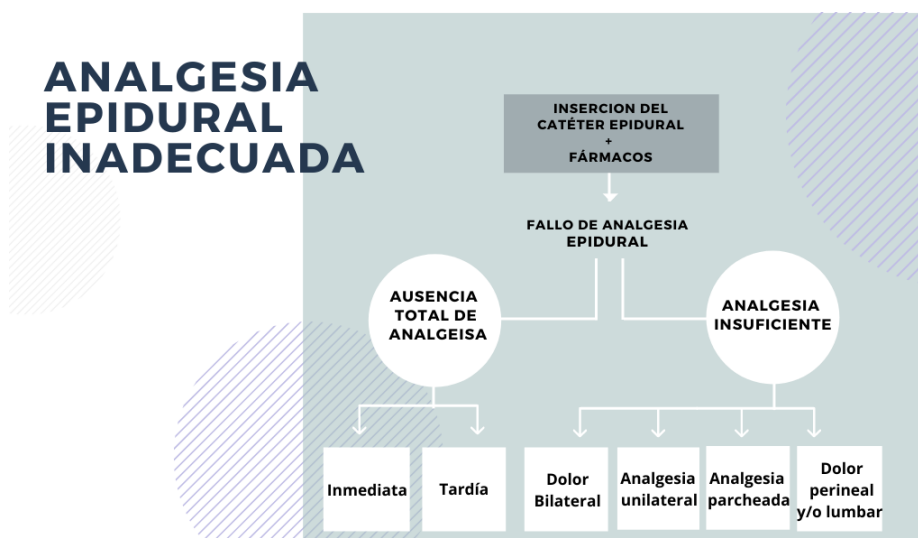 ANALGESIA
EPIDURAL
INADECUADA
INSERCION DEL
CATÉTER EPIDURAL
+
FÁRMACOS
FALLO DE ANALGESIA
EPIDURAL
AUSENCIA
TOTAL DE
ANALGEISA
ANALGESIA
INSUFICIENTE
Inmediata
Tardía
Dolor
Bilateral
Analgesia
unilateral
Analgesia
parcheada
Dolor
perineal
y/o lumbar